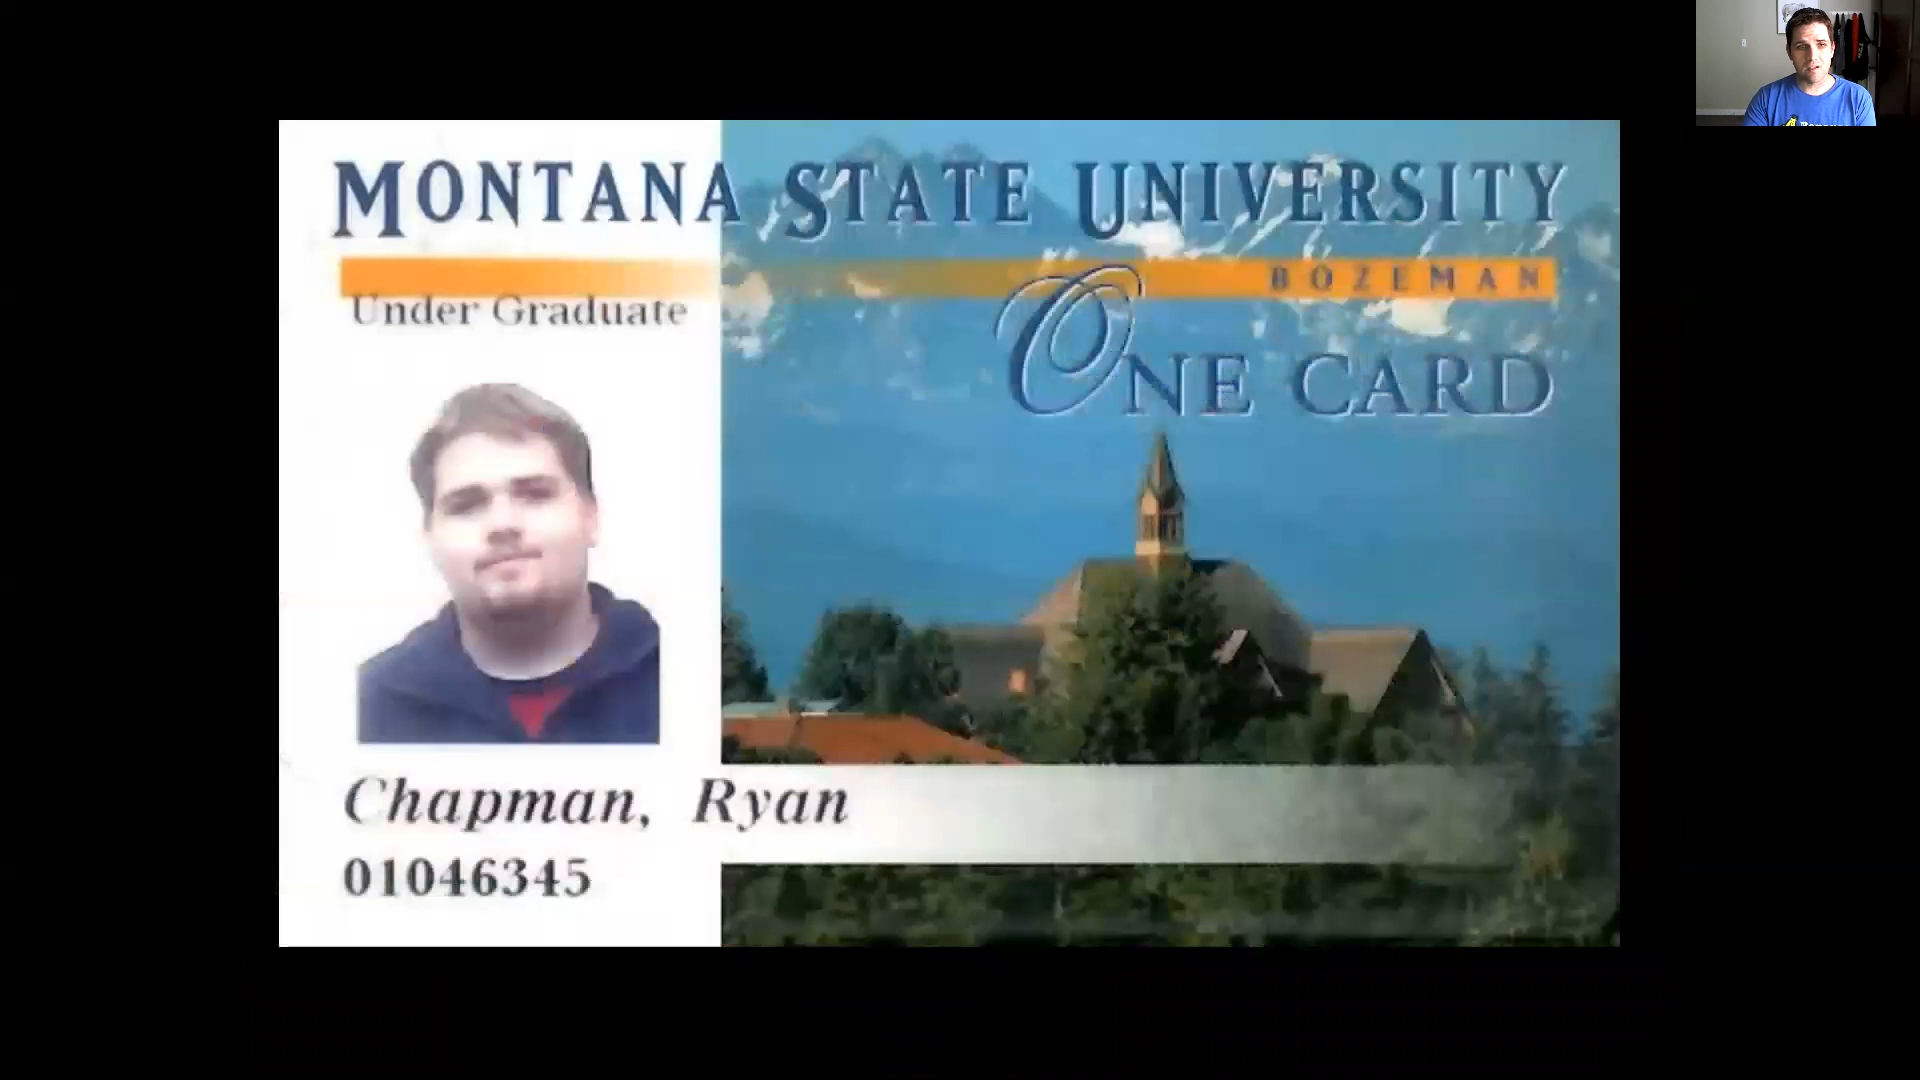 MONTANA STATE UNIVERSITY
BOZEMAN
Under Graduate
ONE CARD
Chapman, Ryan
01046345